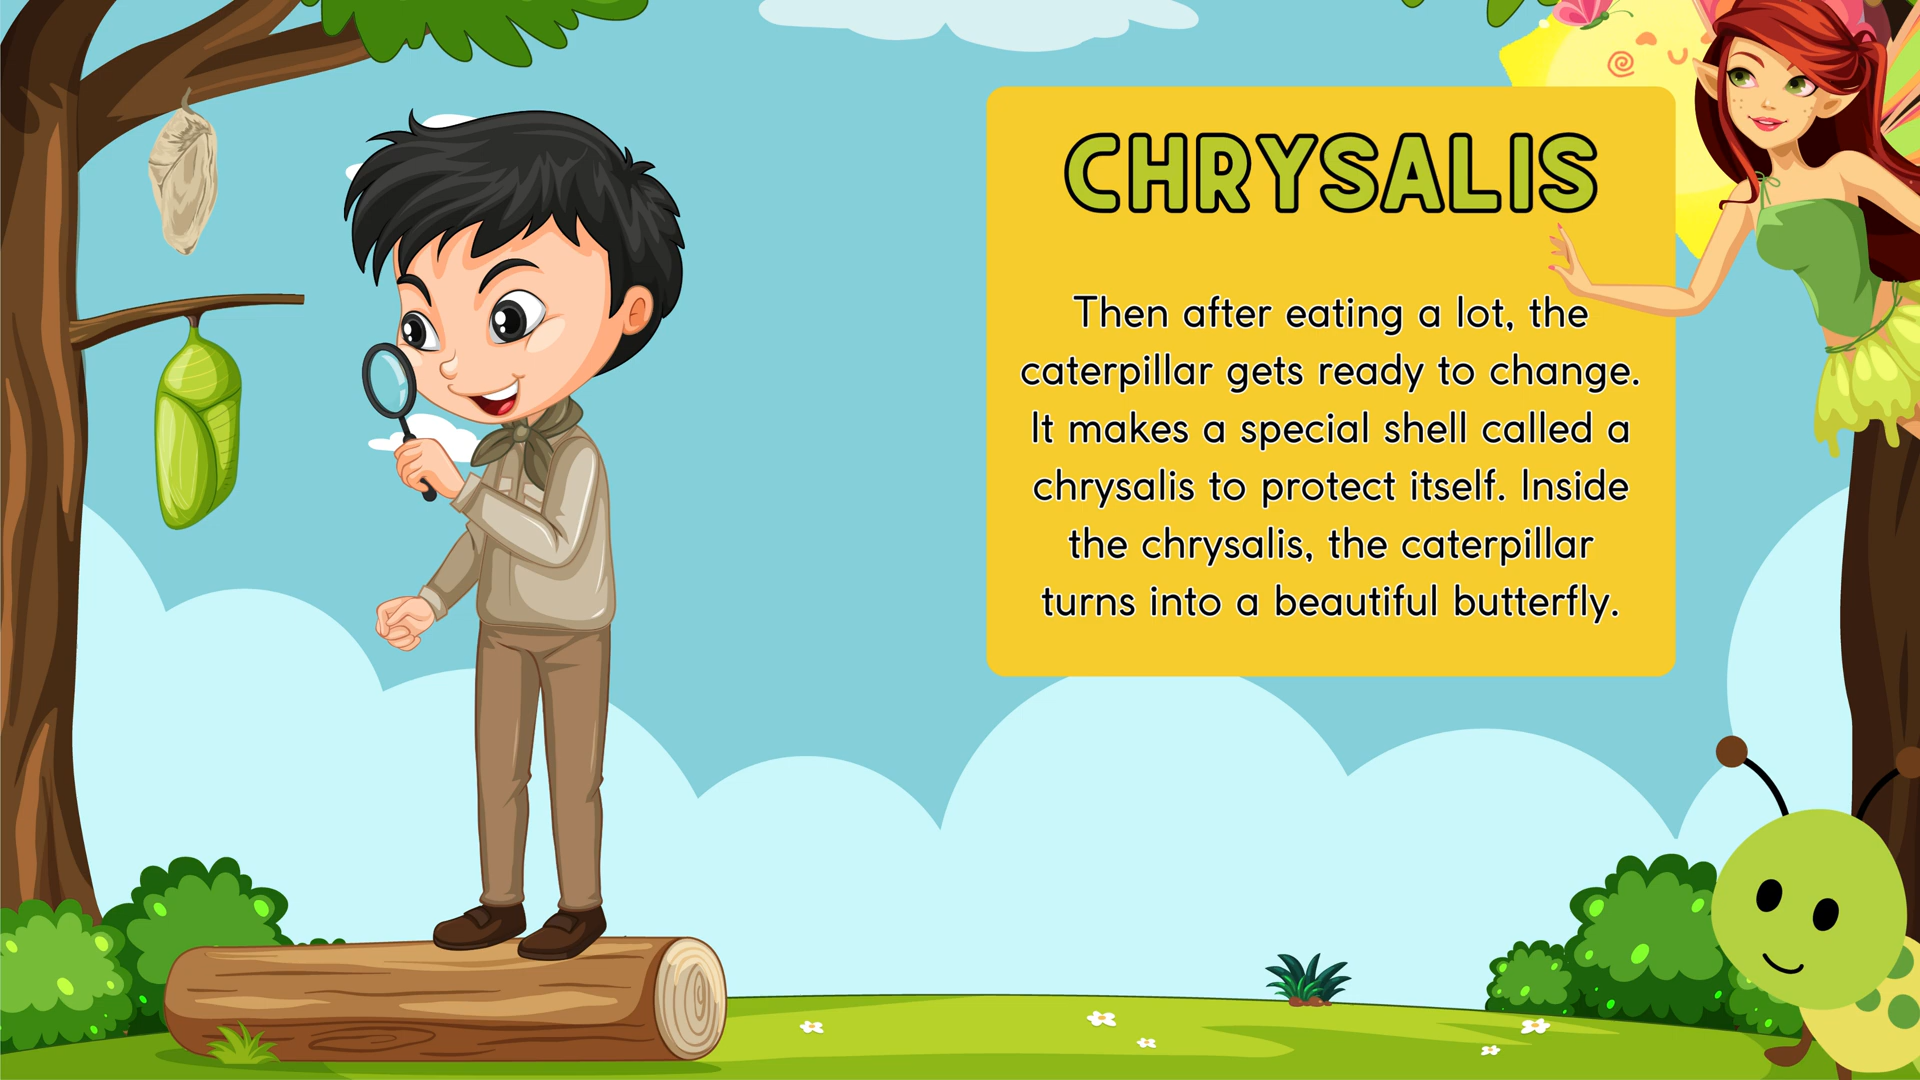 CHRYSALIS
Then after eating a lot, the
caterpillar gets ready to change.
It makes a special shell called a
chrysalis to protect itself. Inside
the chrysalis, the caterpillar
turns into a beautiful butterfly.